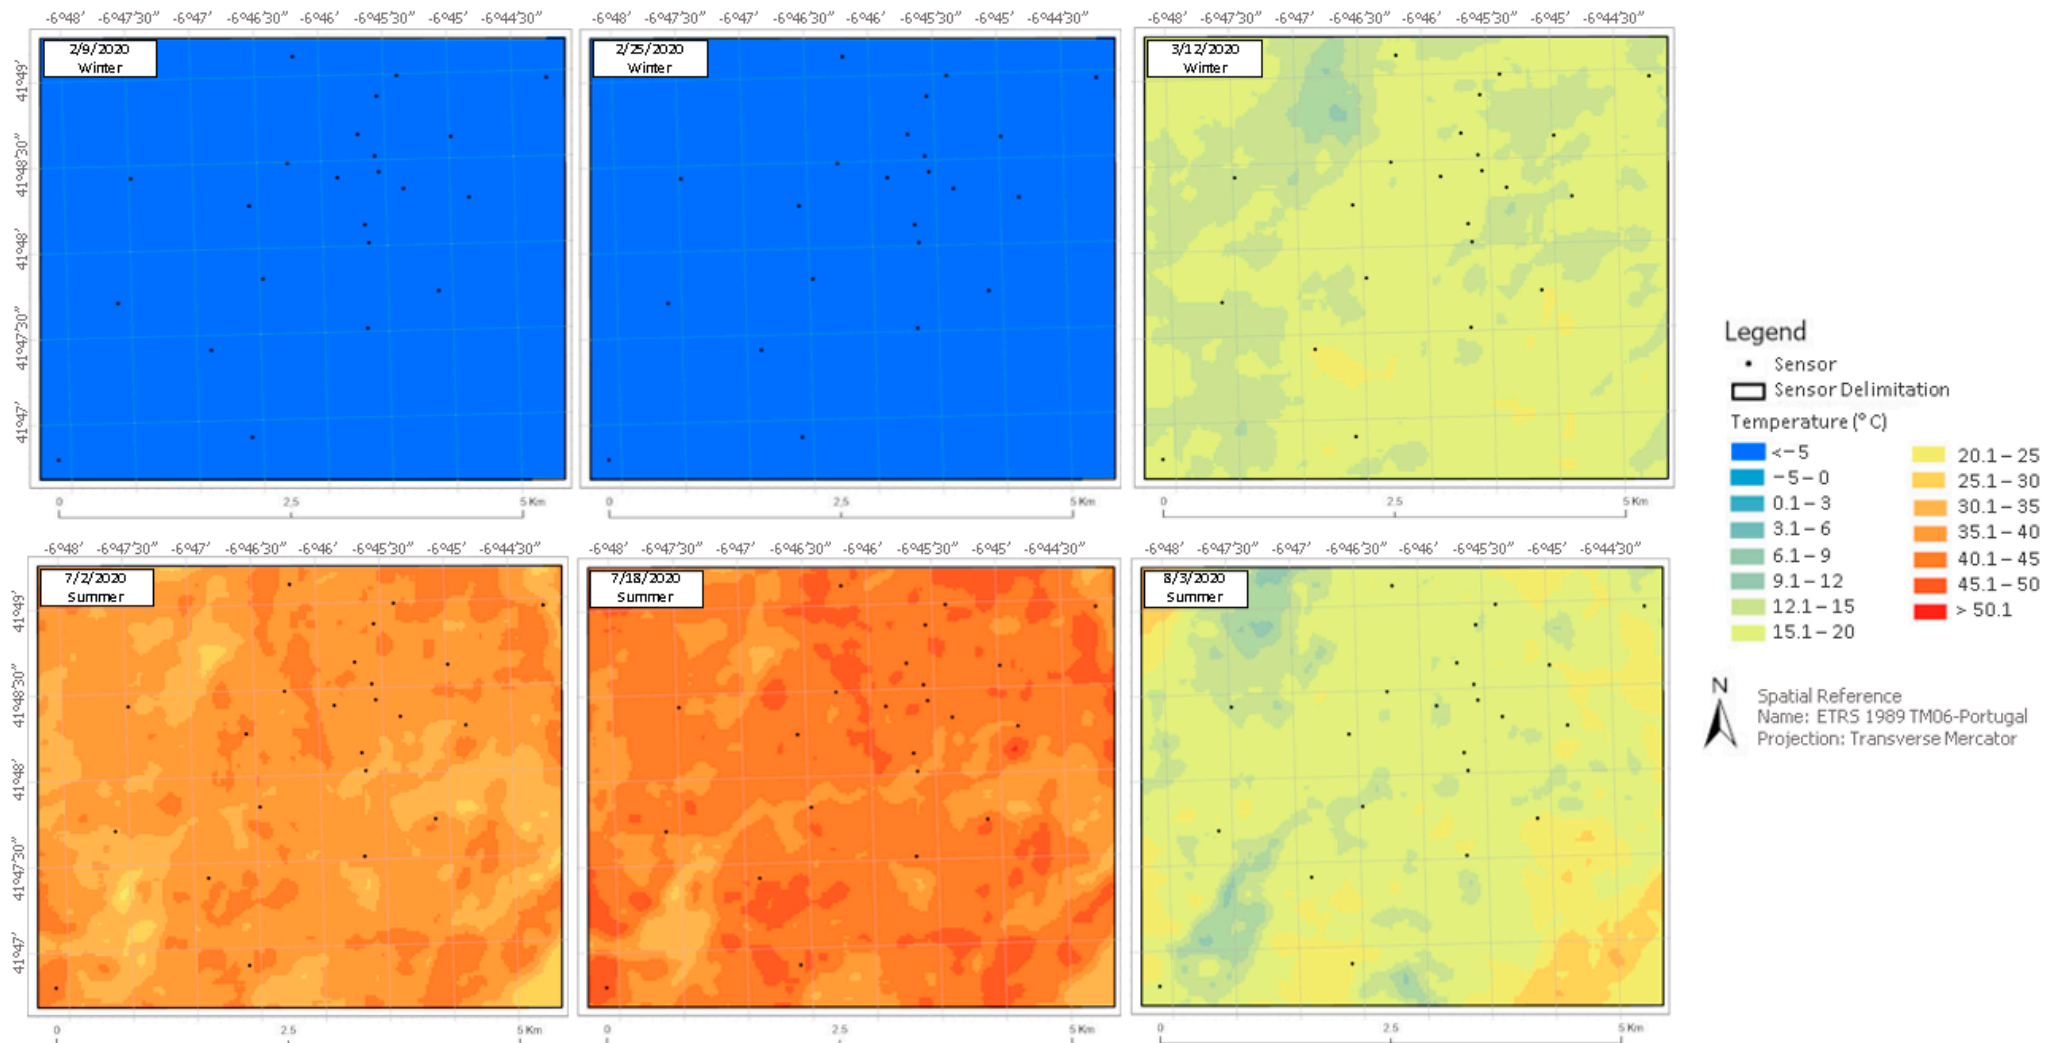 -6°48' -6°47'30" -6°47' -6°46'30" -6°46' -6°45'30" -6°45' -6°44'30"
-6°48' -6°47'30" -6°47' -6°46'30" -6°46' -6°45'30" -6°45' -6°44'30"
-6°48' -6°47'30" -6°47' -6°46'30" -6°46' -6°45'30" -6°45' -6°44'30"
2/9/2020
Winter
2/25/2020
Winter
3/12/2020
Winter
41°49'
41°48'30"
41°48'
41°47'30"
41°47'
0 2.5 5 Km
0 2.5 5 Km
0 2.5 5 Km
-6°48' -6°47'30" -6°47' -6°46'30" -6°46' -6°45'30" -6°45' -6°44'30"
-6°48' -6°47'30" -6°47' -6°46'30" -6°46' -6°45'30" -6°45' -6°44'30"
-6°48' -6°47'30" -6°47' -6°46'30" -6°46' -6°45'30" -6°45' -6°44'30"
7/2/2020
Summer
7/18/2020
Summer
8/3/2020
Summer
41°49'
41°48'30"
41°48'
41°47'30"
41°47'
0 2.5 5 Km
0 2.5 5 Km
0 2.5 5 Km
Legend
Sensor
Sensor Delimitation
Temperature (° C)
<-5
-5 – 0
0.1 – 3
3.1 – 6
6.1 – 9
9.1 – 12
12.1 – 15
15.1 – 20
20.1 – 25
25.1 – 30
30.1 – 35
35.1 – 40
40.1 – 45
45.1 – 50
> 50.1
N
Spatial Reference
Name: ETRS 1989 TM06-Portugal
Projection: Transverse Mercator